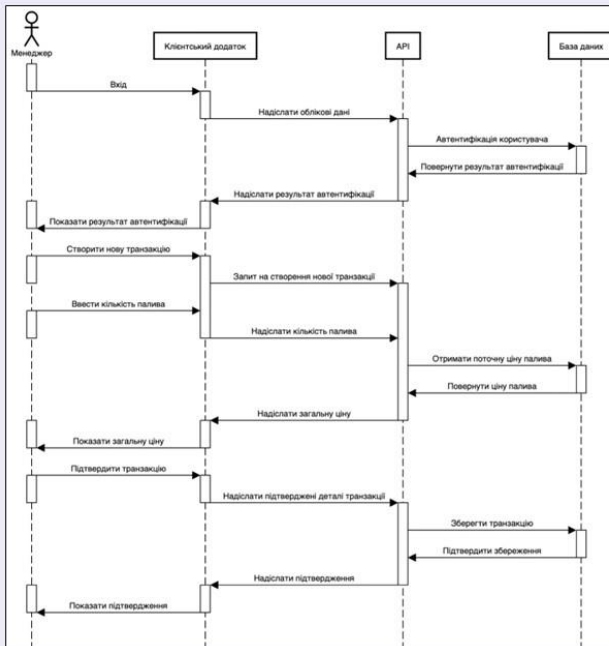 Менеджер
Клієнтський додаток
API
База даних
Вхід
Надіслати облікові дані
Автентифікація користувача
Повернути результат автентифікації
Надіслати результат автентифікації
Показати результат автентифікації
Створити нову транзакцію
Запит на створення нової транзакції
Ввести кількість палива
Надіслати кількість палива
Отримати поточну ціну палива
Повернути ціну палива
Надіслати загальну ціну
Показати загальну ціну
Підтвердити транзакцію
Надіслати підтверджені деталі транзакції
Зберегти транзакцію
Підтвердити збереження
Надіслати підтвердження
Показати підтвердження